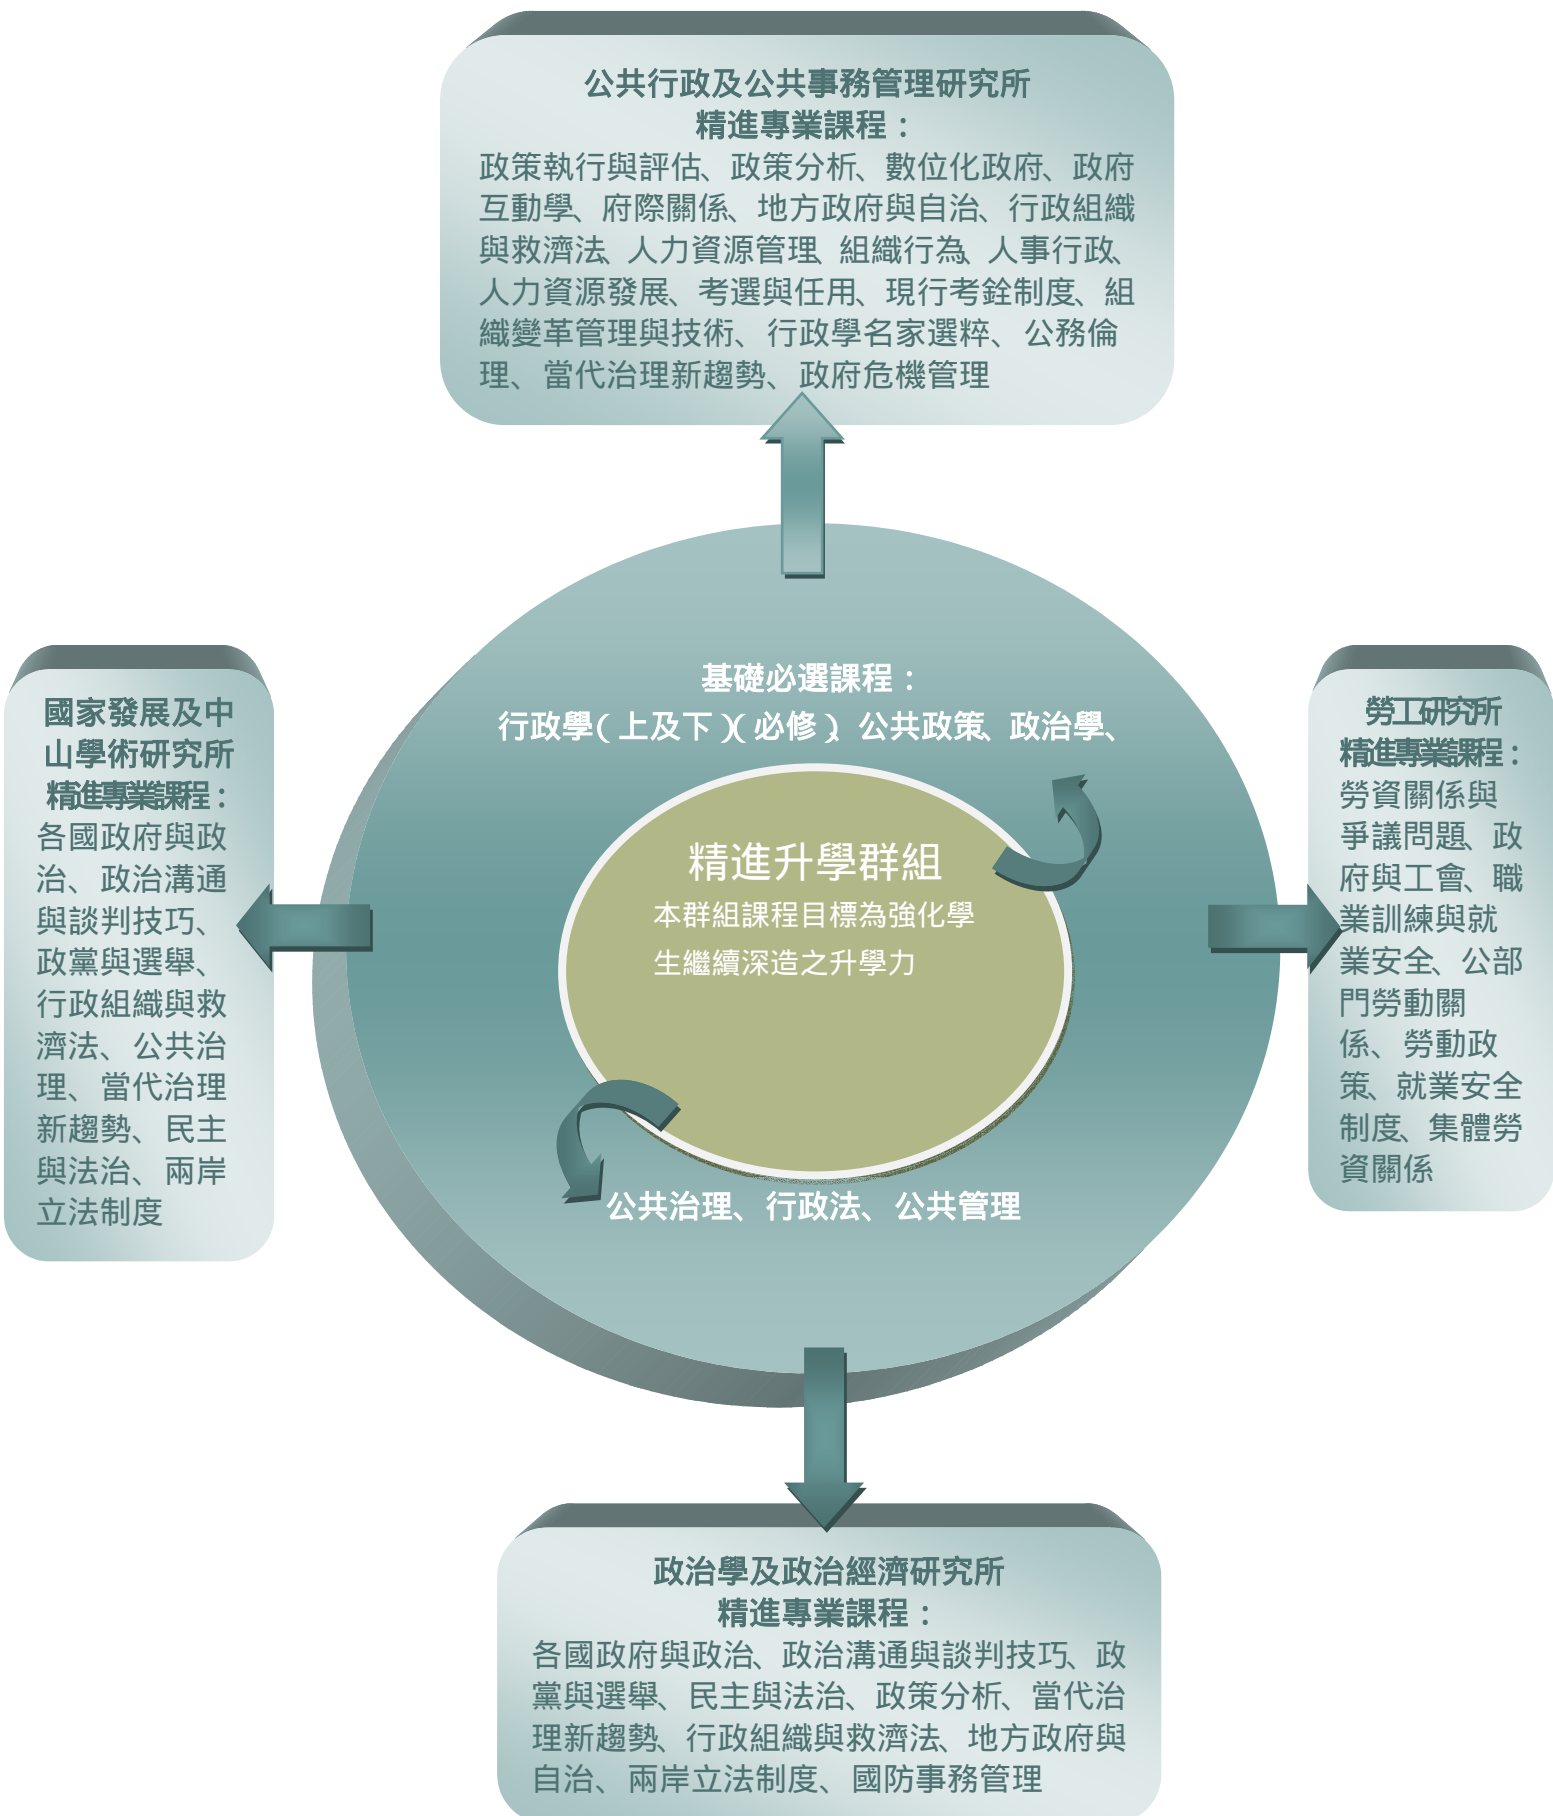 公共行政及公共事務管理研究所
精進專業課程：
政策執行與評估、政策分析、數位化政府、政府
互動學、府際關係、地方政府與自治、行政組織
與救濟法、人力資源管理、組織行為、人事行政、
人力資源發展、考選與任用、現行考銓制度、組
織變革管理與技術、行政學名家選粹、公務倫
理、當代治理新趨勢、政府危機管理
基礎必選課程：
行政學（上及下）（必修）、公共政策、政治學、
精進升學群組
本群組課程目標為強化學
生繼續深造之升學力
公共治理、行政法、公共管理
國家發展及中
山學術研究所
精進專業課程：
各國政府與政
治、政治溝通
與談判技巧、
政黨與選舉、
行政組織與救
濟法、公共治
理、當代治理
新趨勢、民主
與法治、兩岸
立法制度
勞工研究所
精進專業課程：
勞資關係與
爭議問題、政
府與工會、職
業訓練與就
業安全、公部
門勞動關
係、勞動政
策、就業安全
制度、集體勞
資關係
政治學及政治經濟研究所
精進專業課程：
各國政府與政治、政治溝通與談判技巧、政
黨與選舉、民主與法治、政策分析、當代治
理新趨勢、行政組織與救濟法、地方政府與
自治、兩岸立法制度、國防事務管理